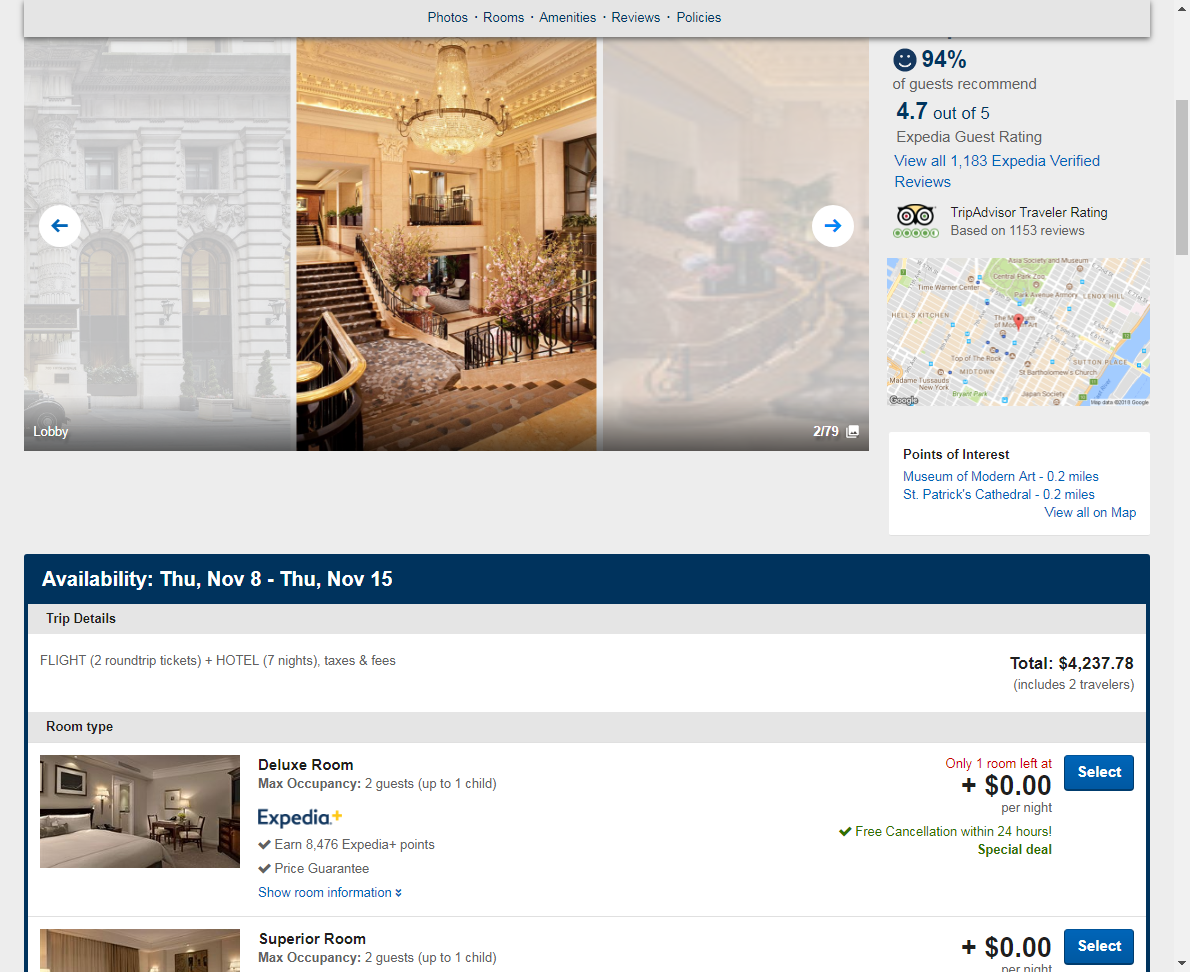 Photos · Rooms · Amenities · Reviews · Policies
94%
of guests recommend
4.7 out of 5
Expedia Guest Rating
View all 1,183 Expedia Verified
Reviews
TripAdvisor Traveler Rating
Based on 1153 reviews
Asia Society and Museum
Central Park Zoo
Time Warner Center
Park Avenue Armory
LENOX HILL
HELL'S KITCHEN
The Museum
of Modern Art
Top of The Rock
SUTTON PLACE
MIDTOWN
St Bartholomew's Church
Madame Tussauds
New York
Bryant Park
Japan Society
Google
Map data ©2018 Google
Lobby
2/79
Points of Interest
Museum of Modern Art - 0.2 miles
St. Patrick's Cathedral - 0.2 miles
View all on Map
Availability: Thu, Nov 8 - Thu, Nov 15
Trip Details
FLIGHT (2 roundtrip tickets) + HOTEL (7 nights), taxes & fees
Total: $4,237.78
(includes 2 travelers)
Room type
Deluxe Room
Max Occupancy: 2 guests (up to 1 child)
Expedia+
Earn 8,476 Expedia+ points
Price Guarantee
Show room information
Only 1 room left at
+ $0.00
per night
Select
Free Cancellation within 24 hours!
Special deal
Superior Room
Max Occupancy: 2 guests (up to 1 child)
+ $0.00
per night
Select